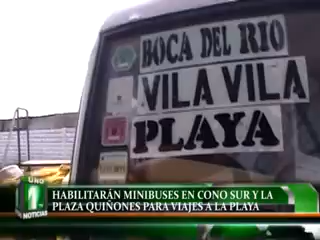 BOCA DEL RIO
VILA VILA
PLAYA
UNO
1
NOTICIAS
HABILITARÁN MINIBUSES EN CONO SUR Y LA
PLAZA QUIÑONES PARA VIAJES A LA PLAYA